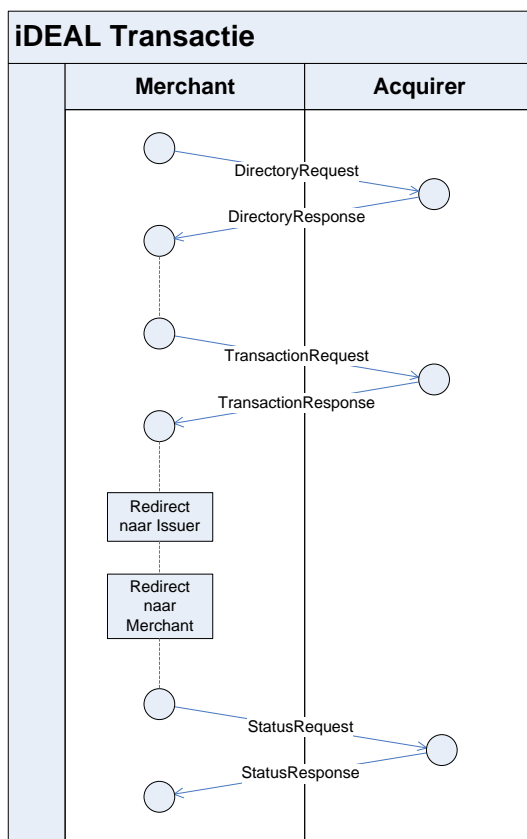 iDEAL Transactie
Merchant
Acquirer
DirectoryRequest
DirectoryResponse
TransactionRequest
TransactionResponse
Redirect
naar Issuer
Redirect
naar
Merchant
StatusRequest
StatusResponse